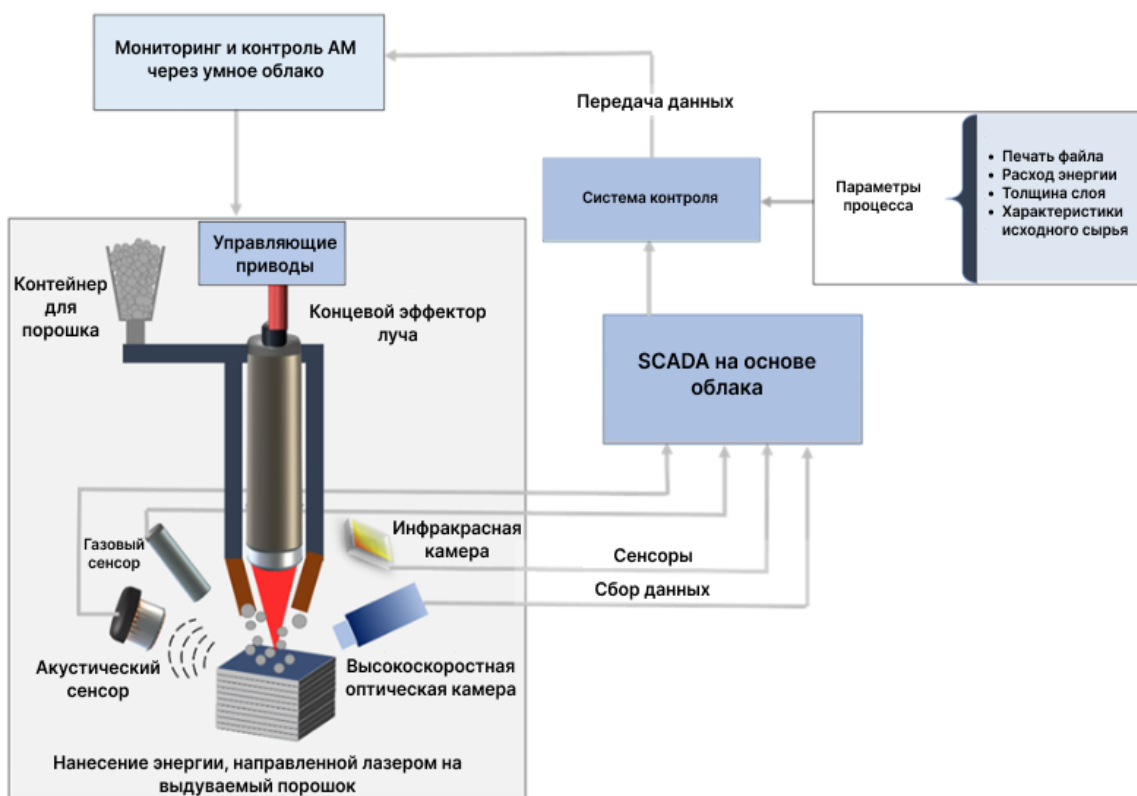 Мониторинг и контроль АМ
через умное облако
Передача данных
Система контроля
Параметры
процесса
• Печать файла
• Расход энергии
• Толщина слоя
• Характеристики
исходного сырья
SCADA на основе
облака
Управляющие
приводы
Контейнер
для
порошка
Концевой эффектор
луча
Газовый
сенсор
Инфракрасная
камера
Сенсоры
Сбор данных
Акустический
сенсор
Высокоскоростная
оптическая камера
Нанесение энергии, направленной лазером на
выдуваемый порошок